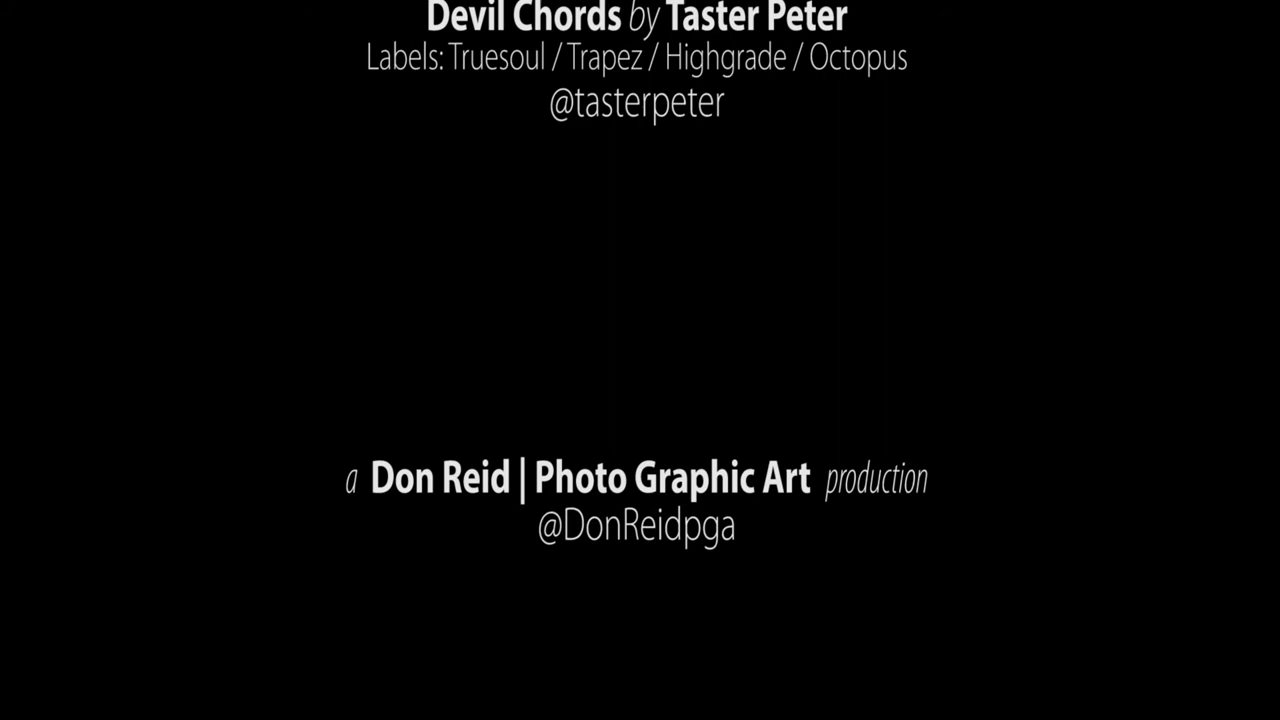 Devil Chords by Taster Peter
Labels: Truesoul / Trapez / Highgrade / Octopus
@tasterpeter
a Don Reid | Photo Graphic Art production
@DonReidpga